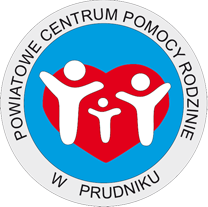 POWIATOWE CENTRUM POMOCY RODZINIE
W PRUDNIKU